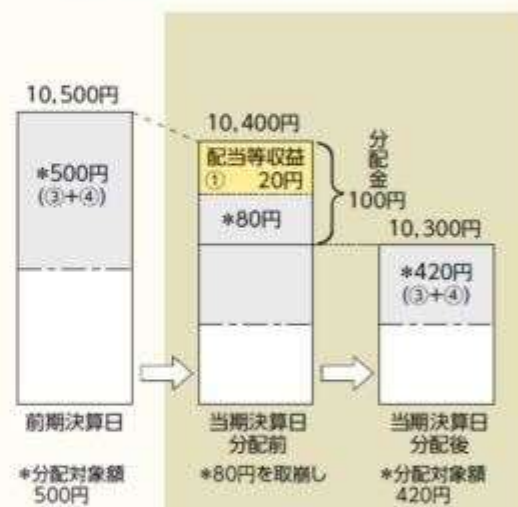 10,500円
*500円
(③+④)
前期決算日
*分配対象額
500円
10,400円
配当等収益
① 20円
*80円
分配金
100円
当期決算日
分配前
*80円を取崩し
10,300円
*420円
(③+④)
当期決算日
分配後
*分配対象額
420円